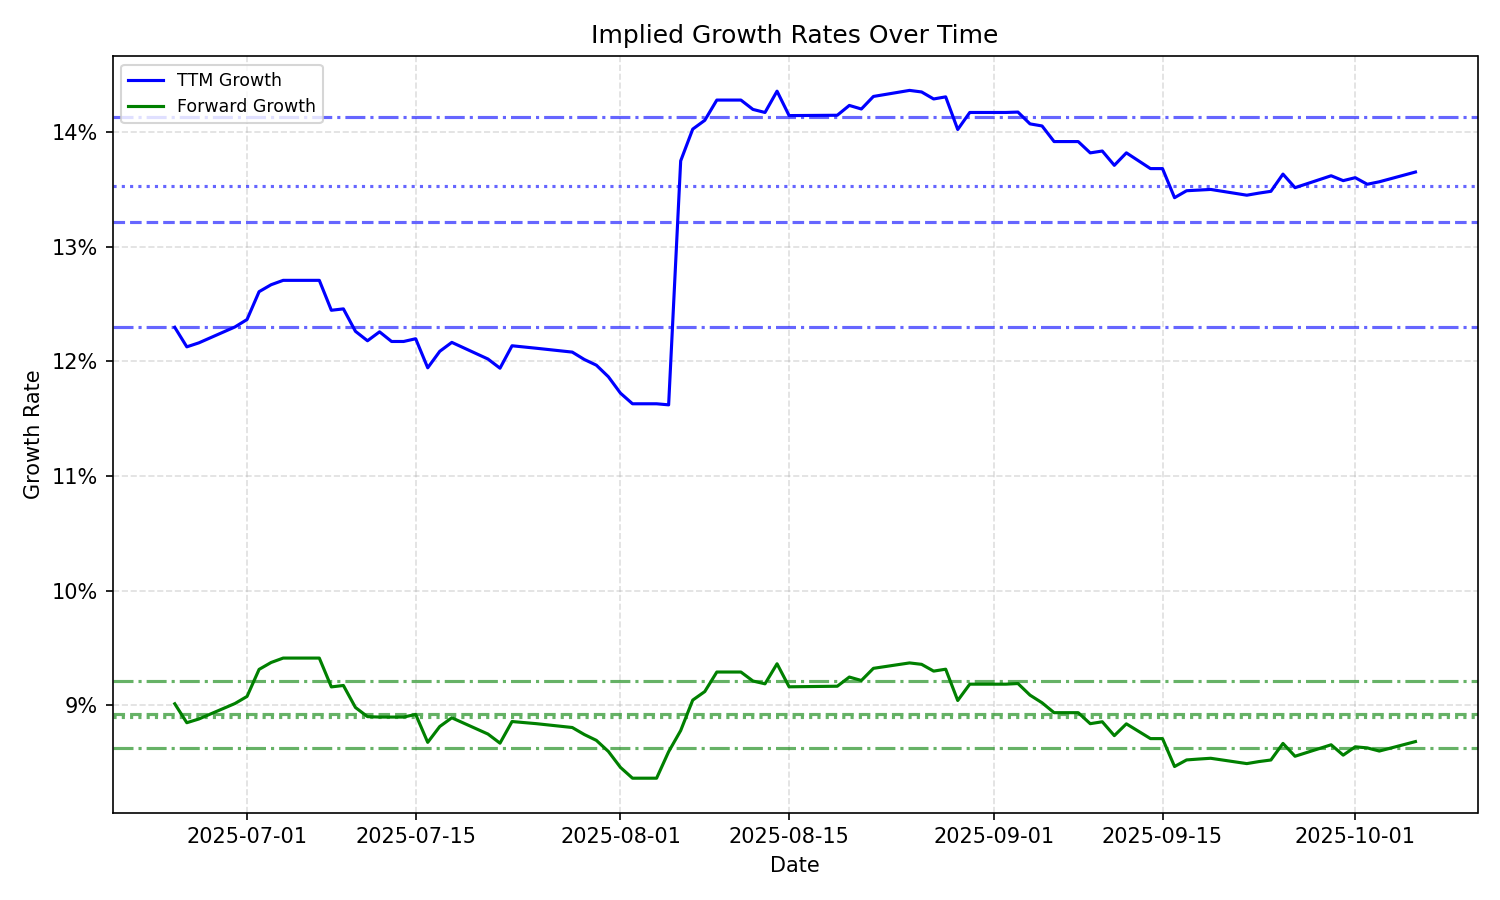 Implied Growth Rates Over Time
TTM Growth
Forward Growth
14%
13%
12%
11%
10%
9%
Growth Rate
2025-07-01
2025-07-15
2025-08-01
2025-08-15
2025-09-01
2025-09-15
2025-10-01
Date